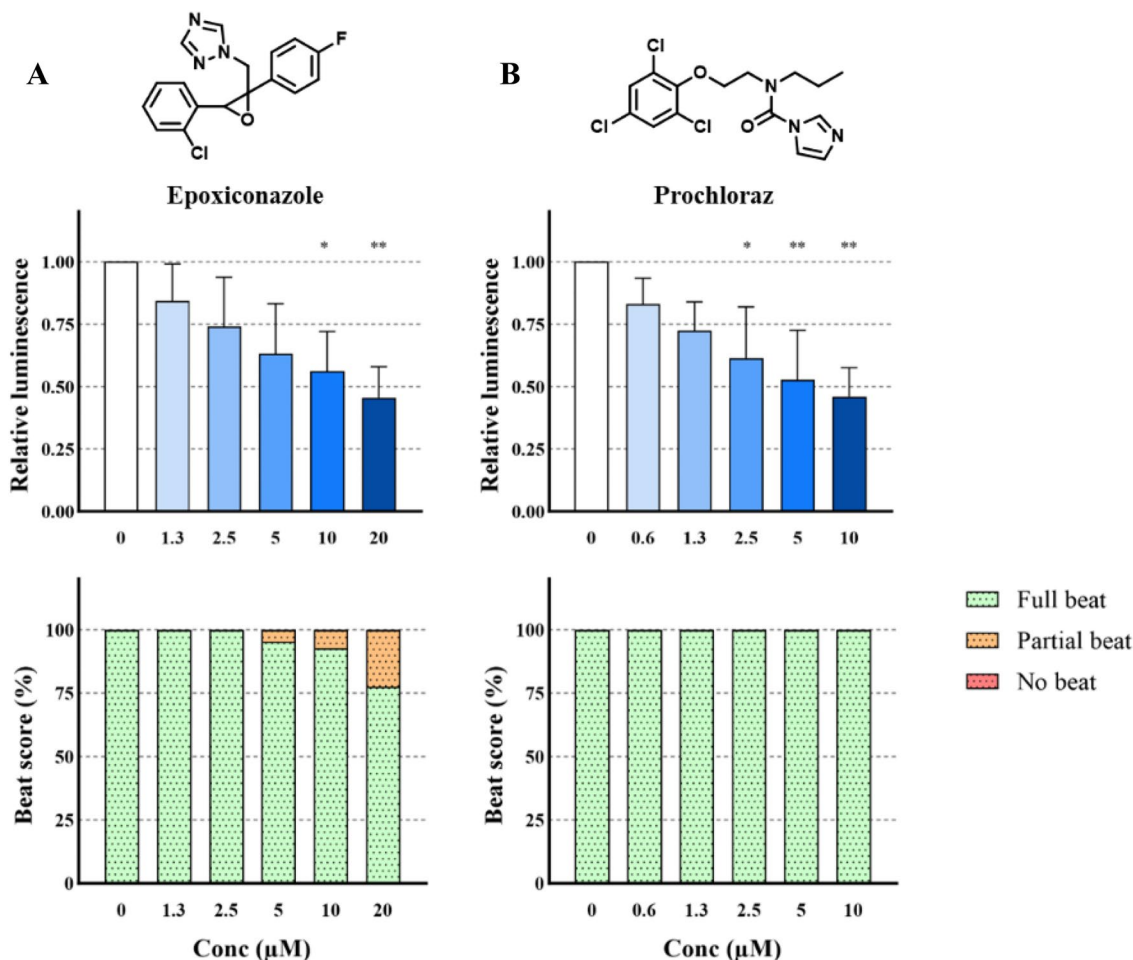 A
N
N
N
F
O
Cl
Epoxiconazole
Relative luminescence
* **
1.00
0.75
0.50
0.25
0.00
0 1.3 2.5 5 10 20
Beat score (%)
100
75
50
25
0
0 1.3 2.5 5 10 20
Conc (µM)
B
Cl
O
N
Cl
Cl
O
N
N
Prochloraz
Relative luminescence
* ** **
1.00
0.75
0.50
0.25
0.00
0 0.6 1.3 2.5 5 10
Beat score (%)
100
75
50
25
0
0 0.6 1.3 2.5 5 10
Conc (µM)
Full beat
Partial beat
No beat